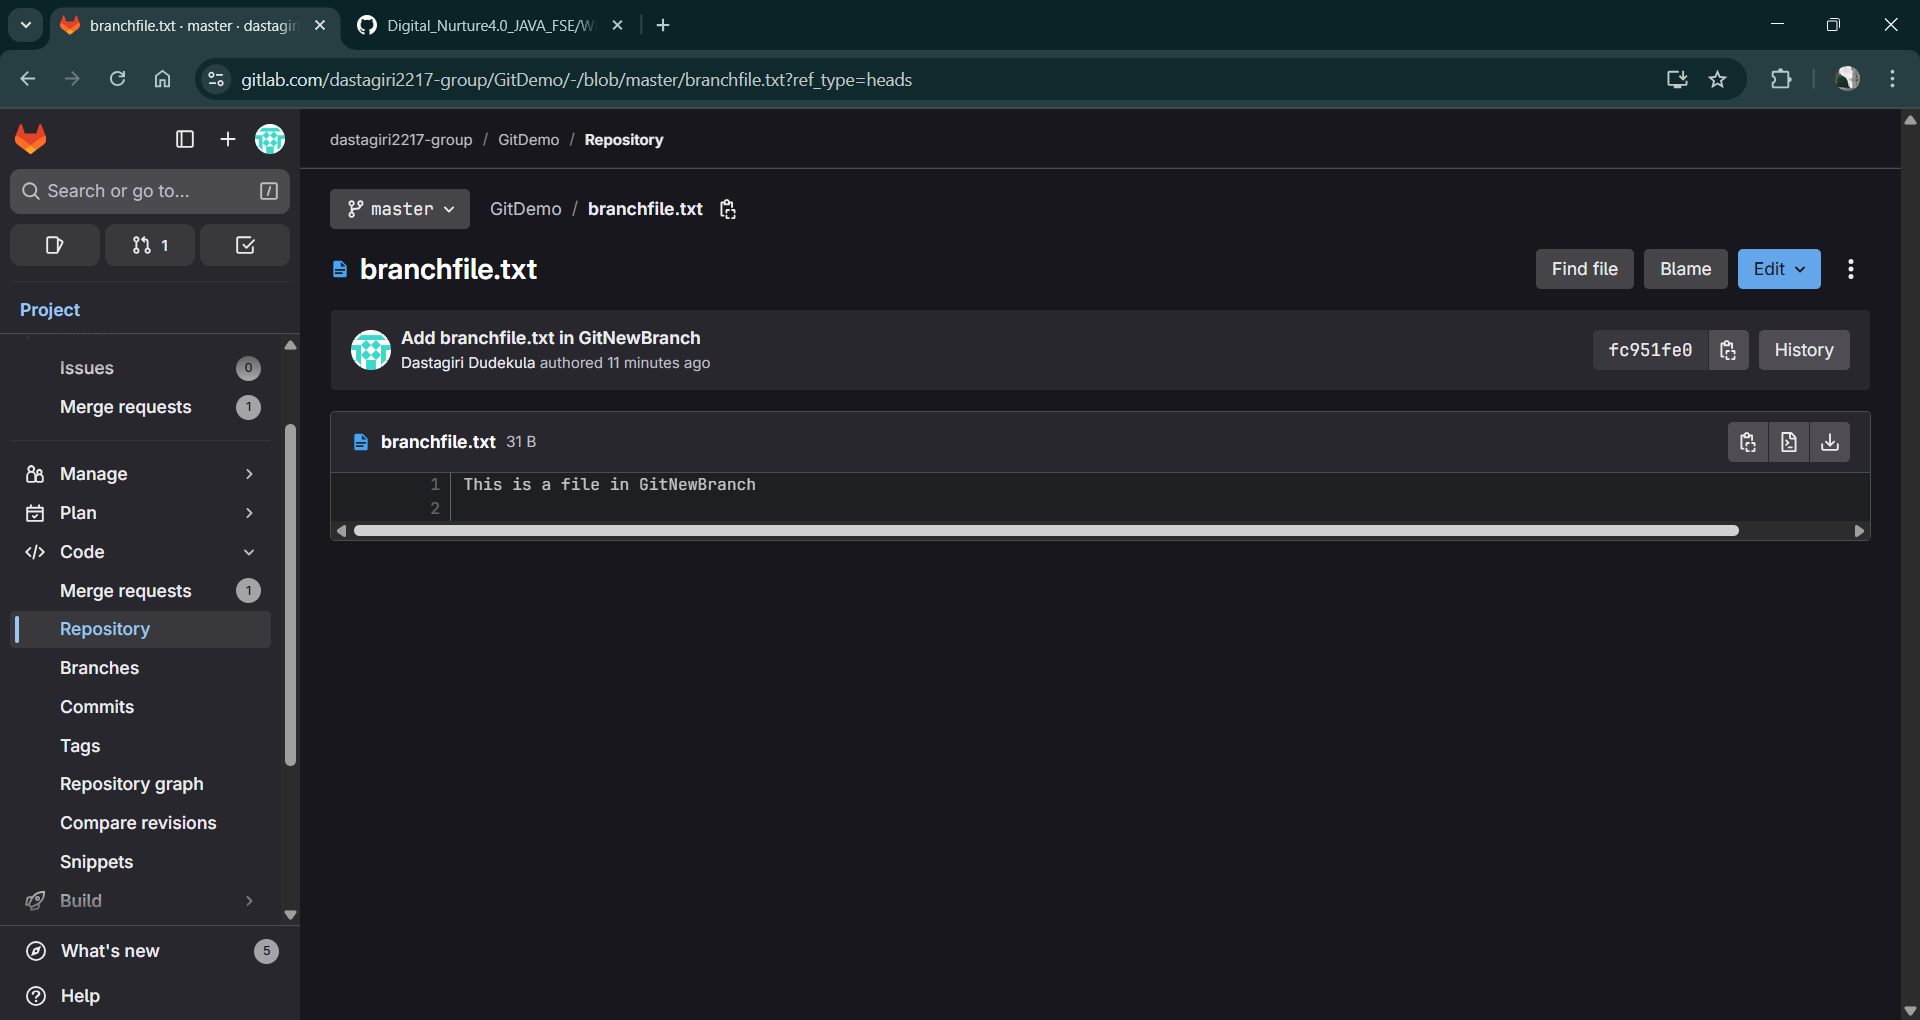 branchfile.txt · master · dastagiri
Digital_Nurture4.0_JAVA_FSE/W
gitlab.com/dastagiri2217-group/GitDemo/-/blob/master/branchfile.txt?ref_type=heads
dastagiri2217-group / GitDemo / Repository
Search or go to... /
1
Project
Issues 0
Merge requests 1
Manage
Plan
Code
Merge requests 1
Repository
Branches
Commits
Tags
Repository graph
Compare revisions
Snippets
Build
What's new 5
Help
master GitDemo / branchfile.txt
branchfile.txt
Find file Blame Edit
Add branchfile.txt in GitNewBranch
Dastagiri Dudekula authored 11 minutes ago
fc951fe0 History
branchfile.txt 31 B
1 This is a file in GitNewBranch
2